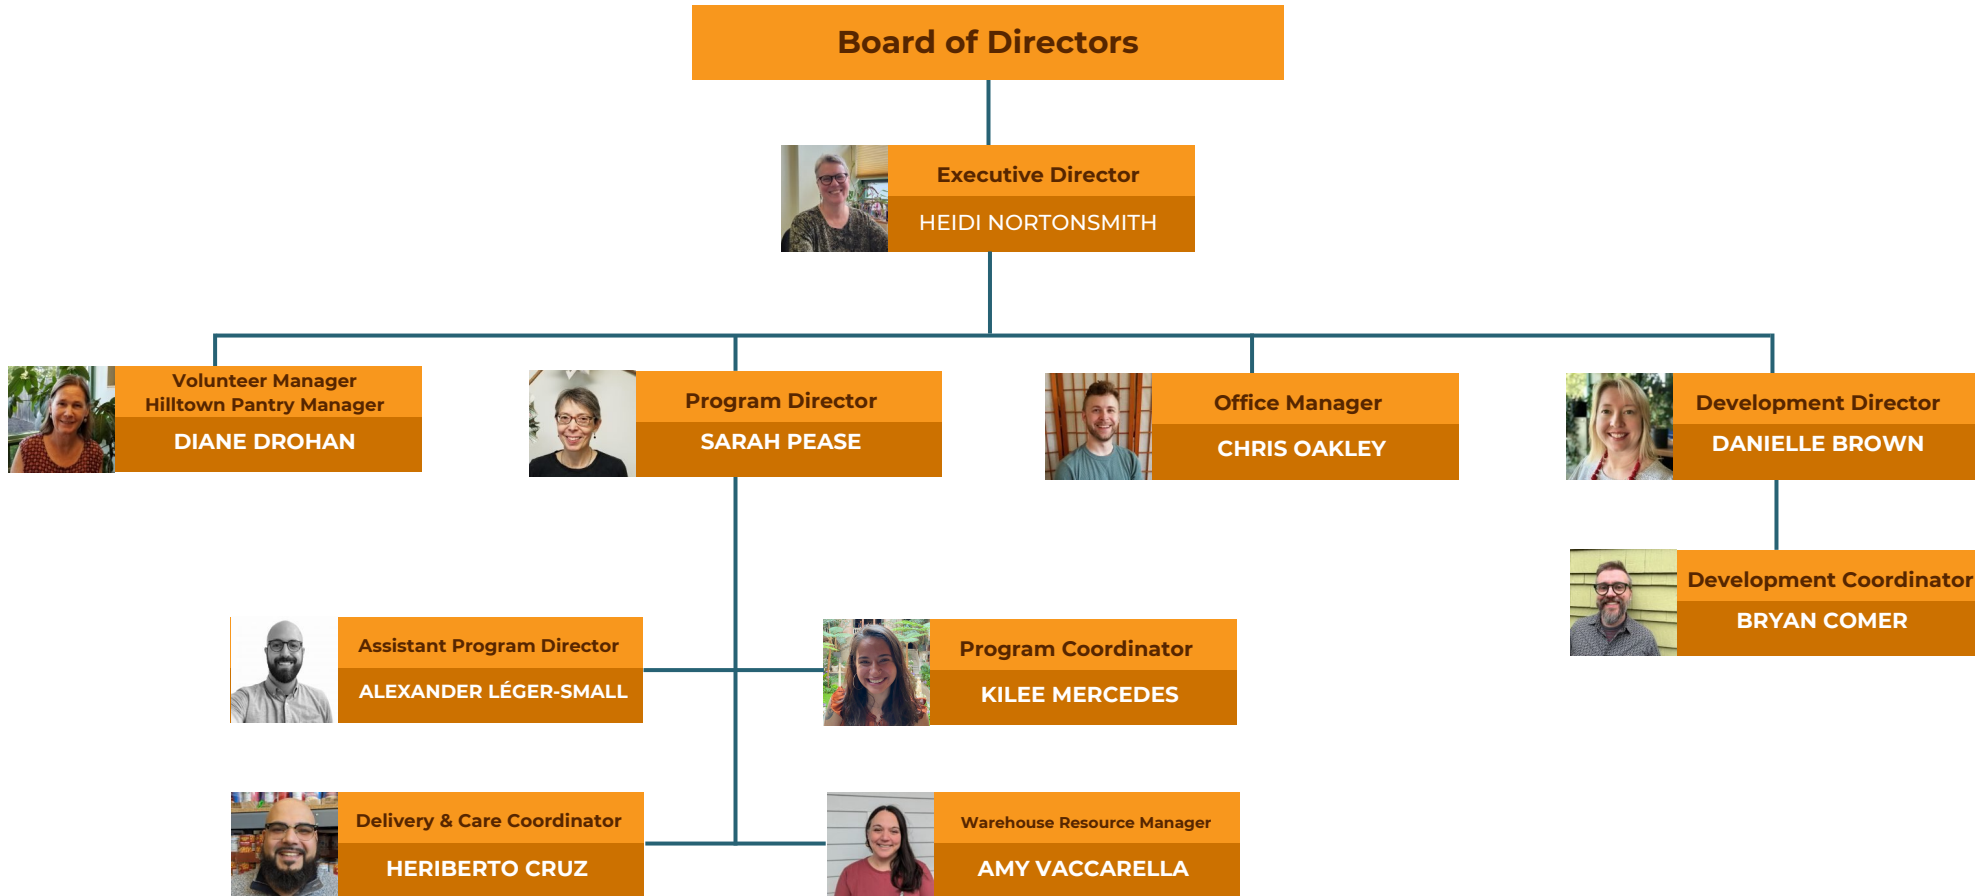 Board of Directors
Executive Director
HEIDI NORTONSMITH
Volunteer Manager
Hilltown Pantry Manager
DIANE DROHAN
Program Director
SARAH PEASE
Office Manager
CHRIS OAKLEY
Development Director
DANIELLE BROWN
Development Coordinator
BRYAN COMER
Assistant Program Director
ALEXANDER LÉGER-SMALL
Program Coordinator
KILEE MERCEDES
Delivery & Care Coordinator
HERIBERTO CRUZ
Warehouse Resource Manager
AMY VACCARELLA